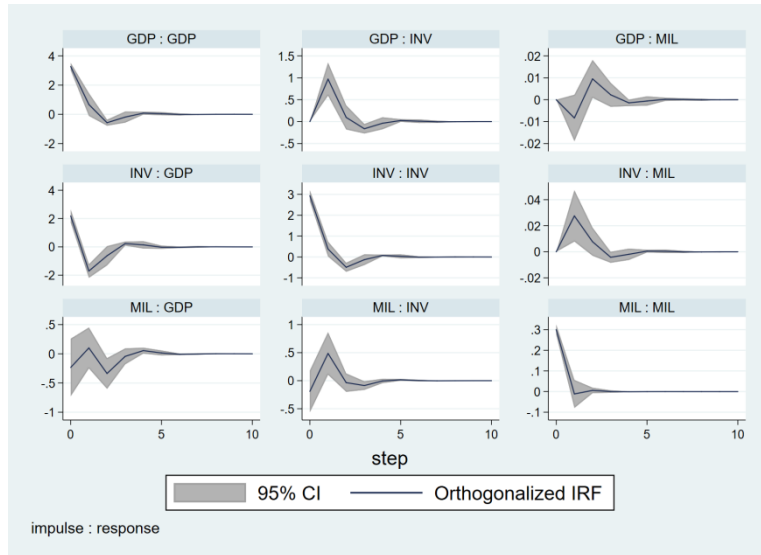 GDP : GDP
GDP : INV
GDP : MIL
4
2
0
-2
1.5
1
.5
0
-.5
.02
.01
0
-.01
-.02
INV : GDP
INV : INV
INV : MIL
4
2
0
-2
3
2
1
0
-1
.04
.02
0
-.02
MIL : GDP
MIL : INV
MIL : MIL
.5
0
-.5
-1
1
.5
0
-.5
.3
.2
.1
0
-.1
0 5 10
0 5 10
0 5 10
step
95% CI
Orthogonalized IRF
impulse : response